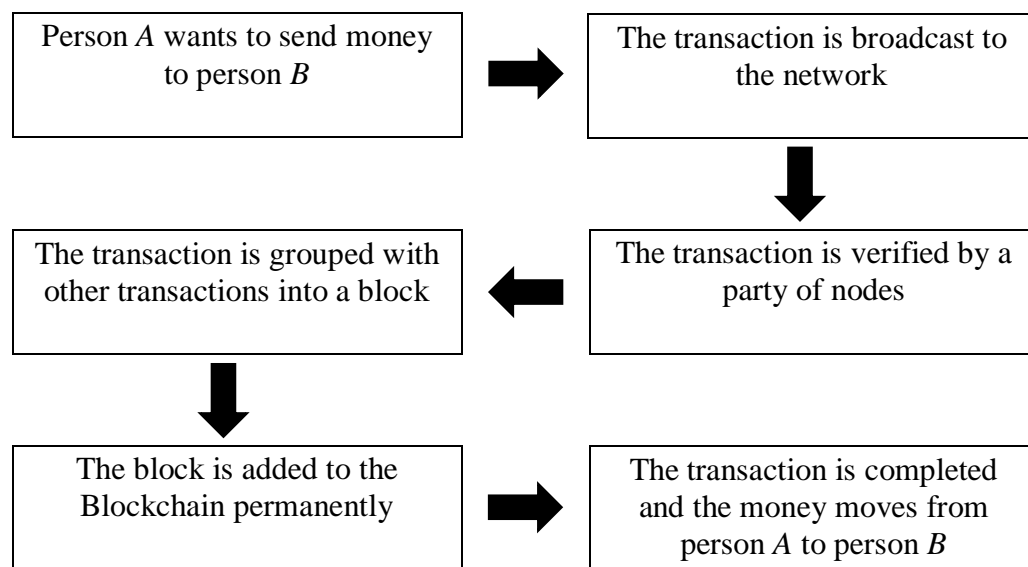 Person A wants to send money
to person B
The transaction is broadcast to
the network
The transaction is verified by a
party of nodes
The transaction is grouped with
other transactions into a block
The block is added to the
Blockchain permanently
The transaction is completed
and the money moves from
person A to person B